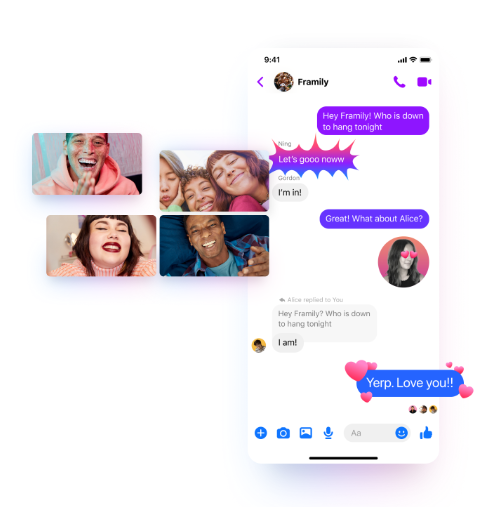 9:41
Framily
Hey Framily! Who is down
to hang tonight
Ning
Let's gooo noww
Gordon
I'm in!
Great! What about Alice?
Alice replied to You
Hey Framily? Who is down
to hang tonight
I am!
Yerp. Love you!!
Aa